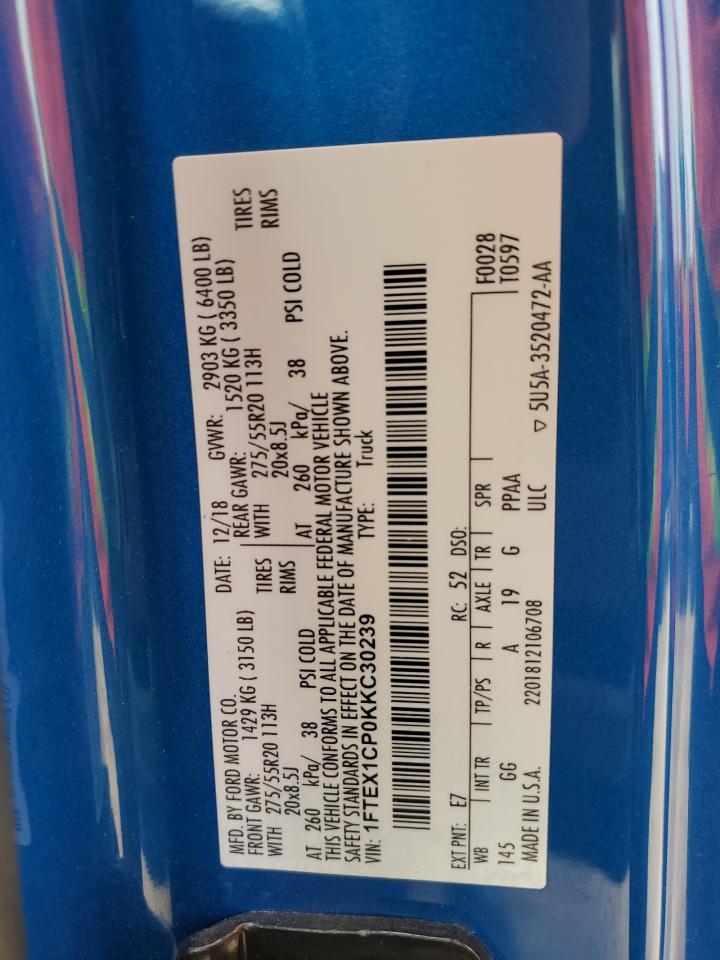 MFD. BY FORD MOTOR CO. DATE: 12/18 GVWR: 2903 KG ( 6400 LB)
FRONT GAWR: 1429 KG ( 3150 LB) REAR GAWR: 1520 KG ( 3350 LB)
WITH 275/55R20 113H TIRES WITH 275/55R20 113H TIRES
20x8.5J RIMS 20x8.5J RIMS
AT 260 kPa/ 38 PSI COLD AT 260 kPa/ 38 PSI COLD
THIS VEHICLE CONFORMS TO ALL APPLICABLE FEDERAL MOTOR VEHICLE
SAFETY STANDARDS IN EFFECT ON THE DATE OF MANUFACTURE SHOWN ABOVE.
VIN: 1FTEX1CP0KKC30239 TYPE: Truck
EXT PNT: E7 RC: 52 DSO:
WB INT TR TP/PS R AXLE TR SPR F0028
145 GG A 19 G PPAA T0597
MADE IN U.S.A. 2201812106708 ULC ▽ 5U5A-3520472-AA